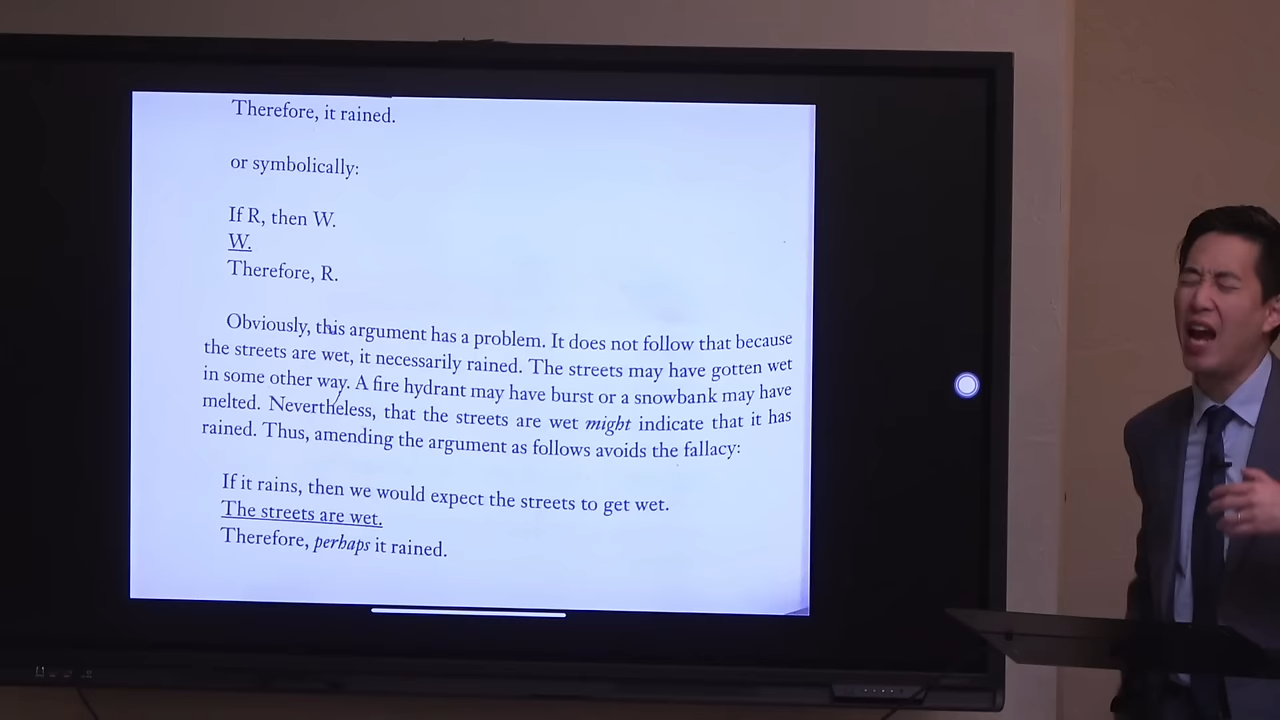 Therefore, it rained.
or symbolically:
If R, then W.
W.
Therefore, R.
Obviously, this argument has a problem. It does not follow that because
the streets are wet, it necessarily rained. The streets may have gotten wet
in some other way. A fire hydrant may have burst or a snowbank may have
melted. Nevertheless, that the streets are wet might indicate that it has
rained. Thus, amending the argument as follows avoids the fallacy:
If it rains, then we would expect the streets to get wet.
The streets are wet.
Therefore, perhaps it rained.